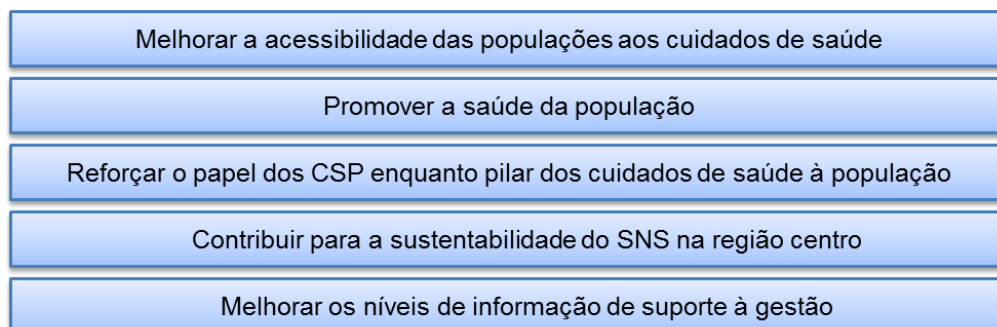 Melhorar a acessibilidade das populações aos cuidados de saúde
Promover a saúde da população
Reforçar o papel dos CSP enquanto pilar dos cuidados de saúde à população
Contribuir para a sustentabilidade do SNS na região centro
Melhorar os níveis de informação de suporte à gestão